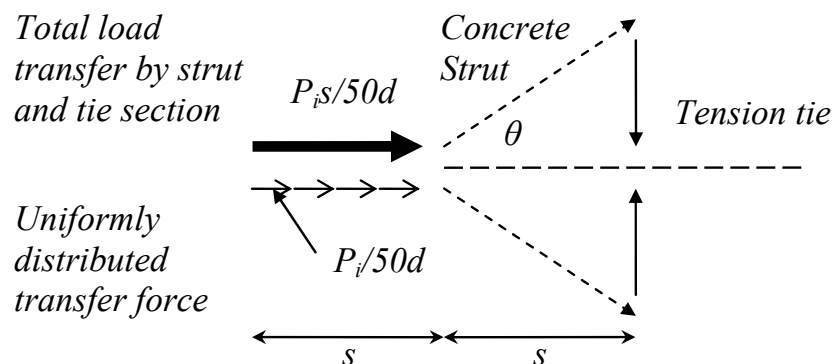 Total load
transfer by strut
and tie section
P_i s/50d
Concrete
Strut
θ
Tension tie
Uniformly
distributed
transfer force
P_i/50d
s
s